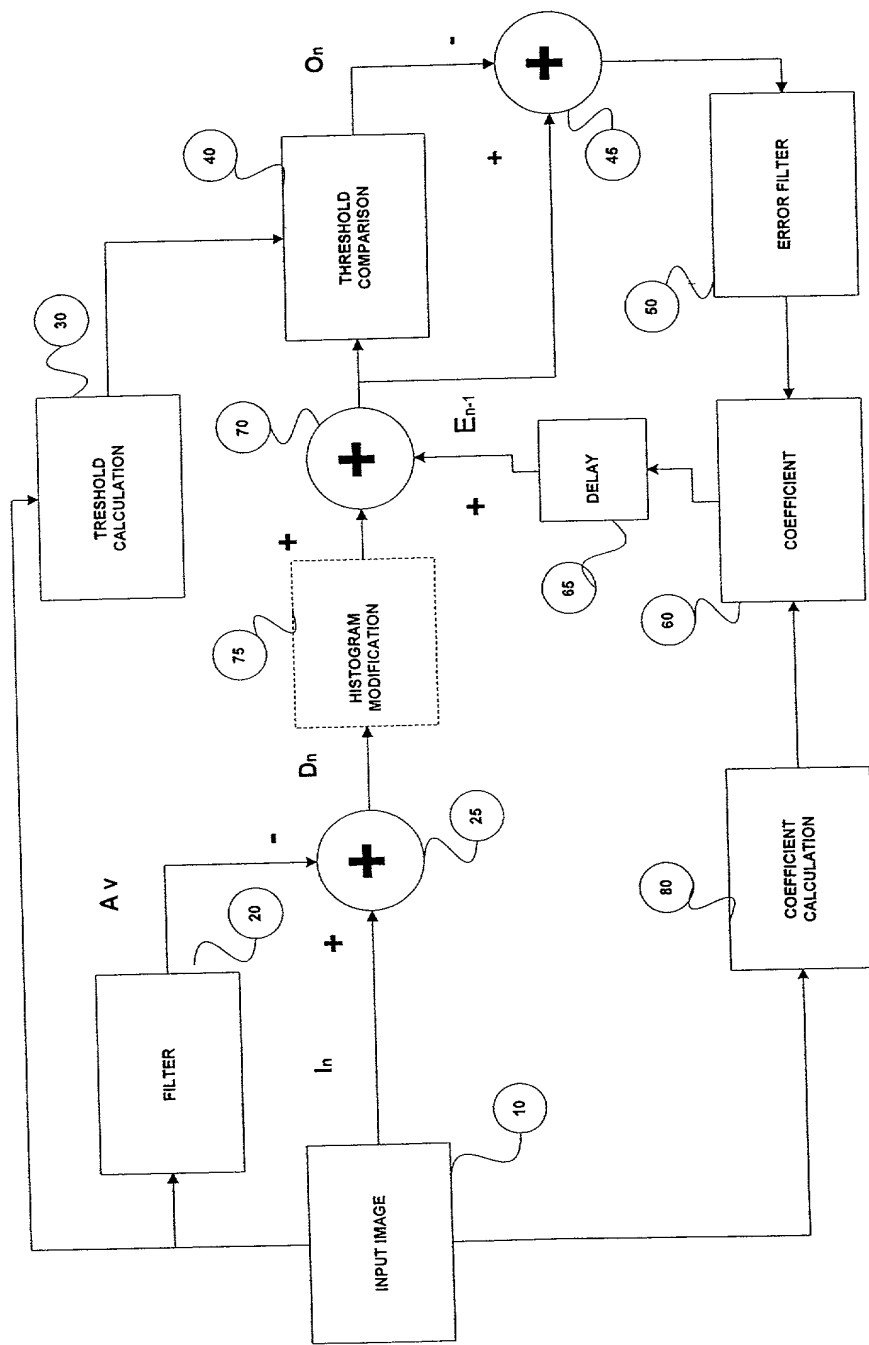 INPUT IMAGE
10
In
FILTER
20
A v
-
+
+
25
Dn
HISTOGRAM
MODIFICATION
75
+
+
70
+
En-1
DELAY
65
TRESHOLD
CALCULATION
30
THRESHOLD
COMPARISON
40
On
-
+
+
45
ERROR FILTER
50
COEFFICIENT
60
COEFFICIENT
CALCULATION
80